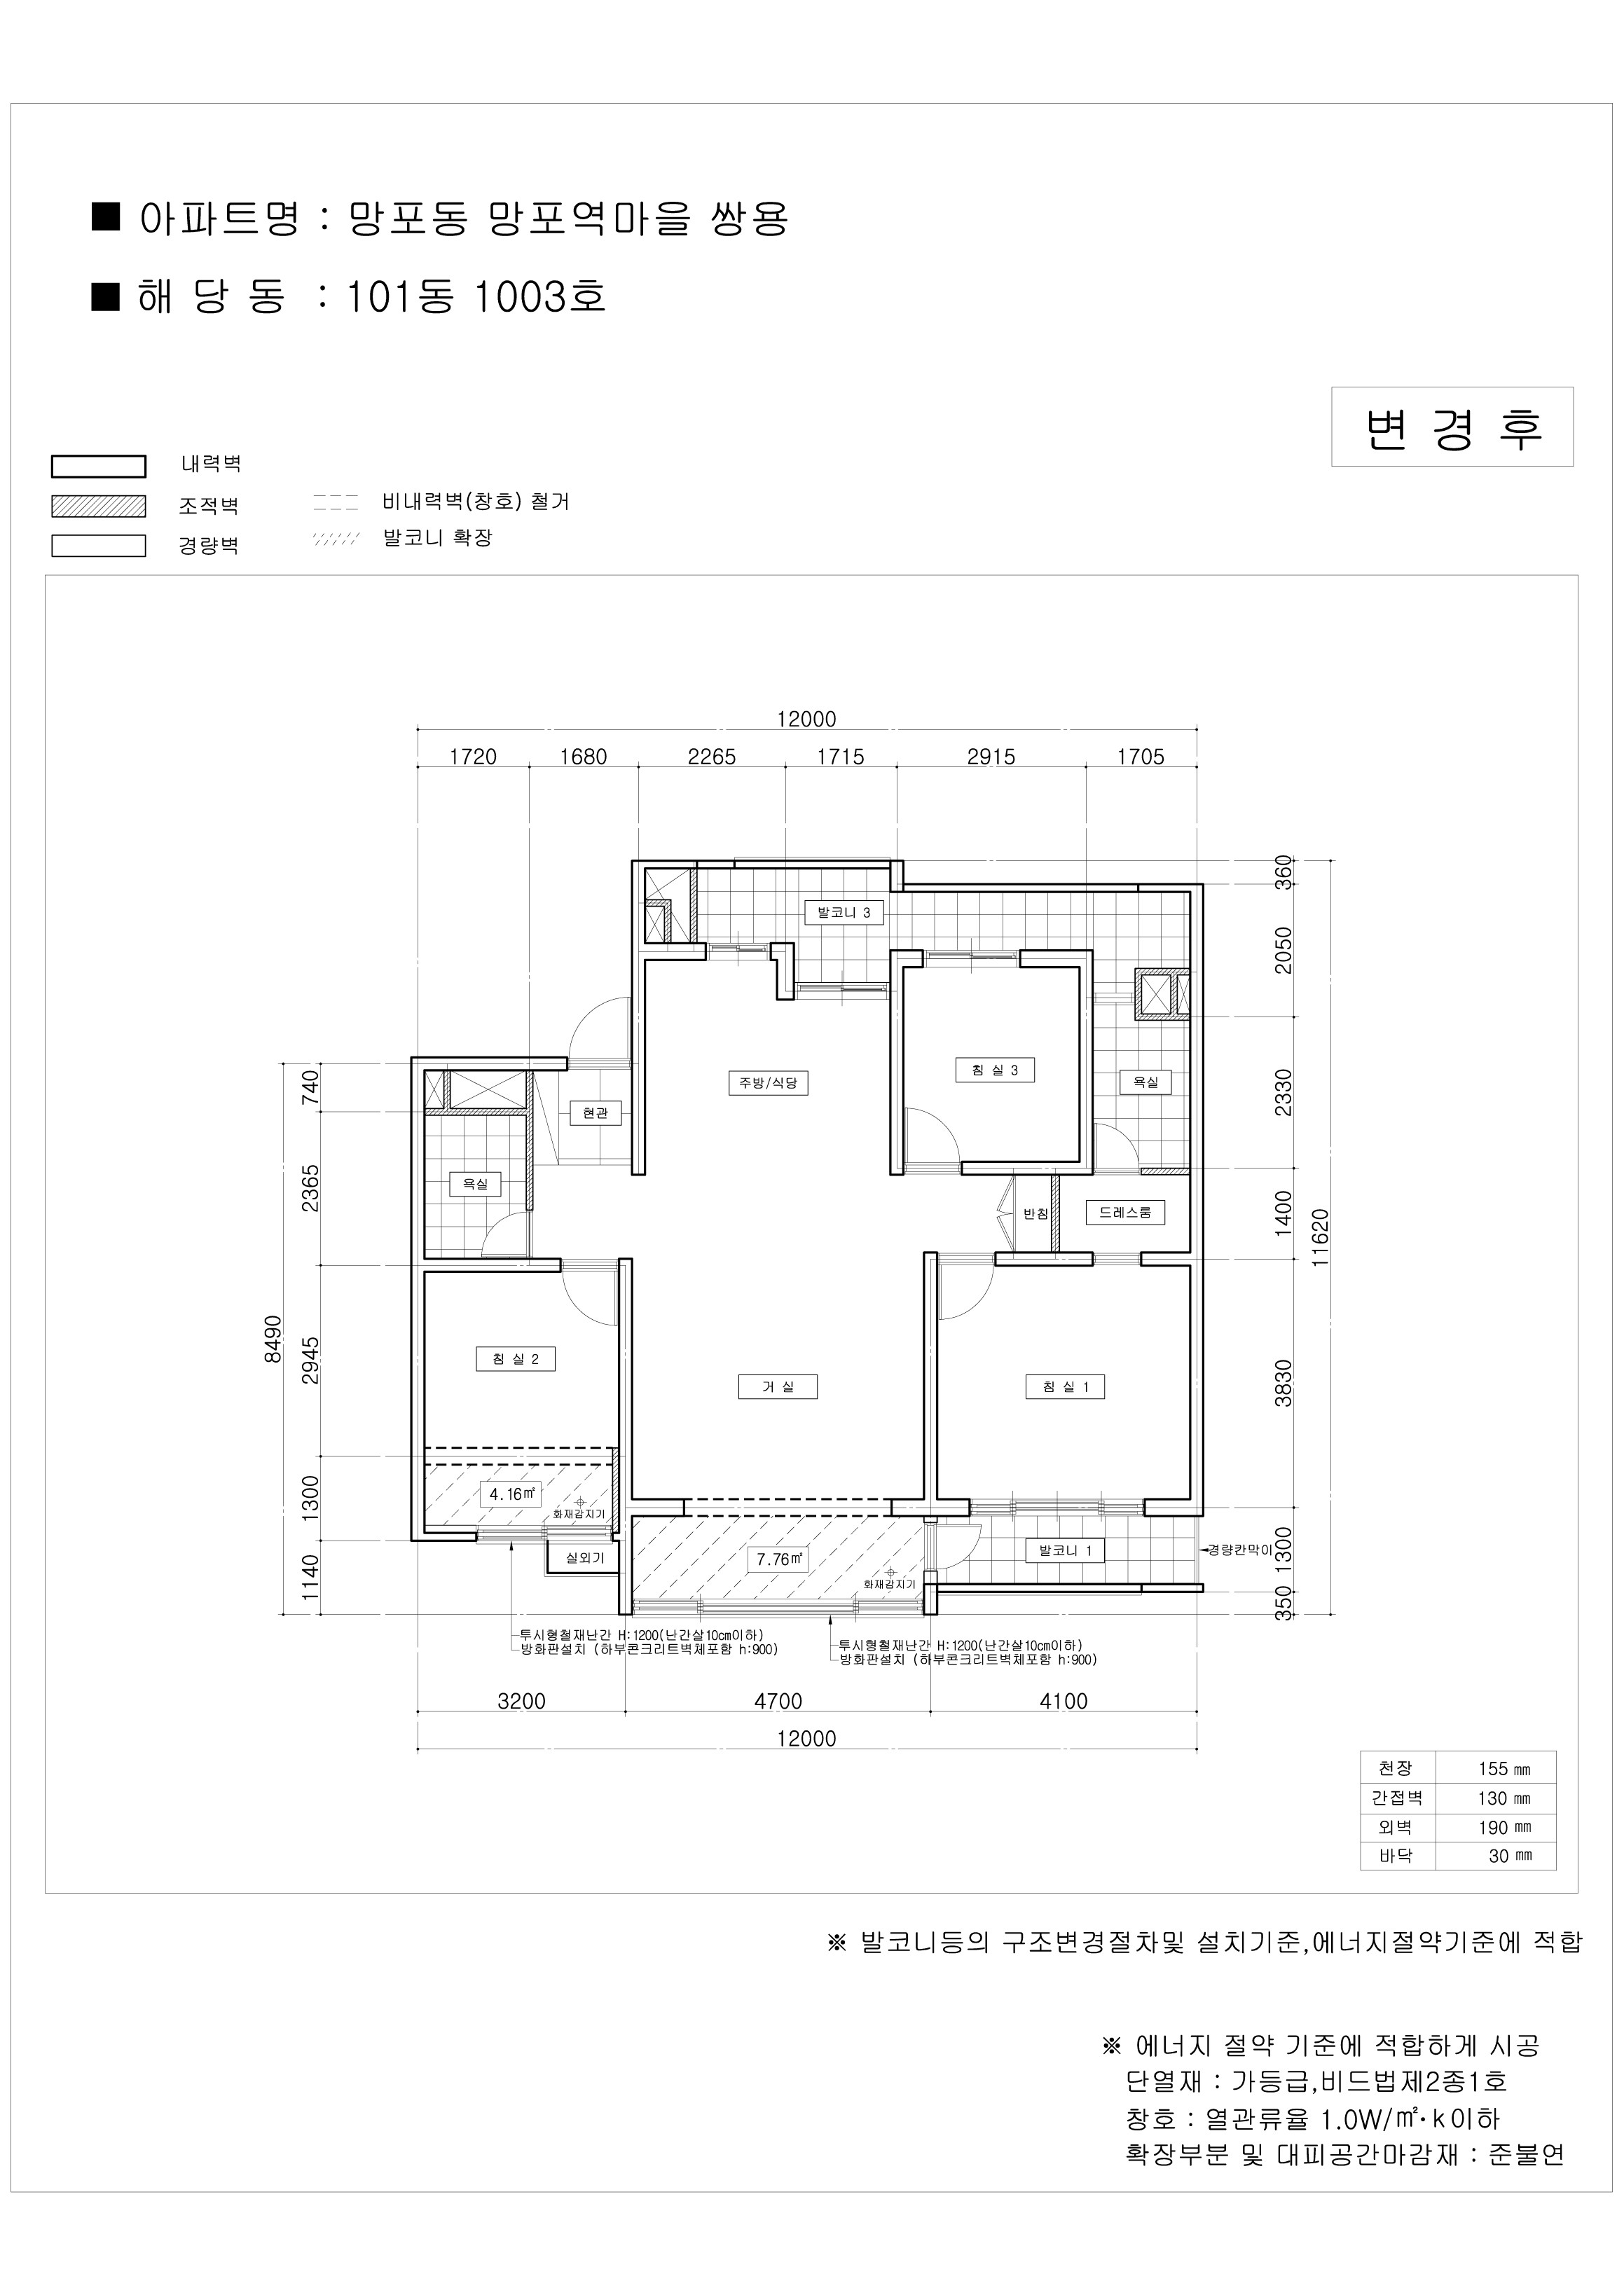 ■ 아파트명 : 망포동 망포역마을 쌍용
■ 해 당 동 : 101동 1003호
변 경 후
내력벽
조적벽
경량벽
비내력벽(창호) 철거
발코니 확장
12000
1720 1680 2265 1715 2915 1705
360
2050
2330
1400
3830
1300
350
11620
740
2365
2945
1300
1140
8490
발코니 3
침 실 3
주방/식당
욕실
현관
욕실
반침
드레스룸
침 실 2
거 실
침 실 1
4.16㎡
화재감지기
실외기
7.76㎡
화재감지기
발코니 1
경량칸막이
투시형철재난간 H:1200(난간살10cm이하)
방화판설치 (하부콘크리트벽체포함 h:900)
투시형철재난간 H:1200(난간살10cm이하)
방화판설치 (하부콘크리트벽체포함 h:900)
3200 4700 4100
12000
천장 155 ㎜
간접벽 130 ㎜
외벽 190 ㎜
바닥 30 ㎜
※ 발코니등의 구조변경절차및 설치기준,에너지절약기준에 적합
※ 에너지 절약 기준에 적합하게 시공
단열재 : 가등급,비드법제2종1호
창호 : 열관류율 1.0W/㎡·k이하
확장부분 및 대피공간마감재 : 준불연